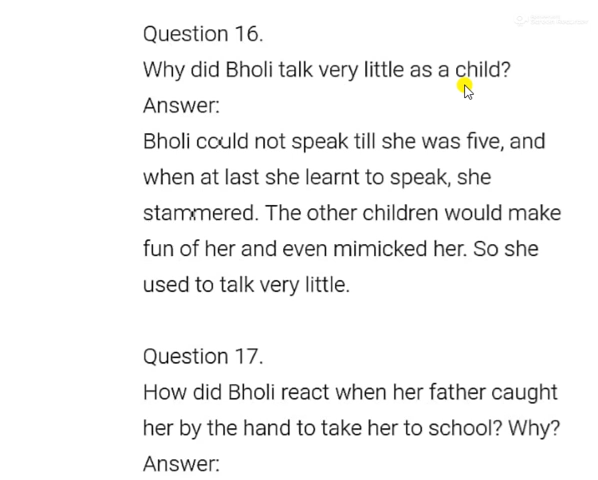 Question 16.
Why did Bholi talk very little as a child?
Answer:
Bholi could not speak till she was five, and
when at last she learnt to speak, she
stammered. The other children would make
fun of her and even mimicked her. So she
used to talk very little.
Question 17.
How did Bholi react when her father caught
her by the hand to take her to school? Why?
Answer: